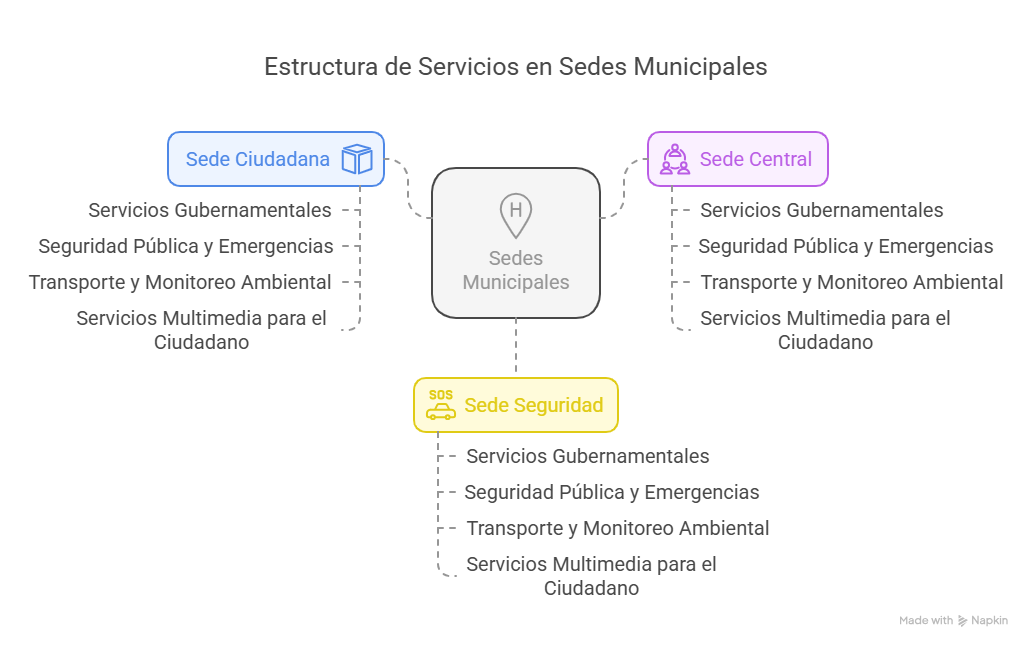 Estructura de Servicios en Sedes Municipales
Sede Ciudadana
Servicios Gubernamentales
Seguridad Pública y Emergencias
Transporte y Monitoreo Ambiental
Servicios Multimedia para el
Ciudadano
H
Sedes
Municipales
Sede Central
Servicios Gubernamentales
Seguridad Pública y Emergencias
Transporte y Monitoreo Ambiental
Servicios Multimedia para el
Ciudadano
SOS
Sede Seguridad
Servicios Gubernamentales
Seguridad Pública y Emergencias
Transporte y Monitoreo Ambiental
Servicios Multimedia para el
Ciudadano
Made with Napkin